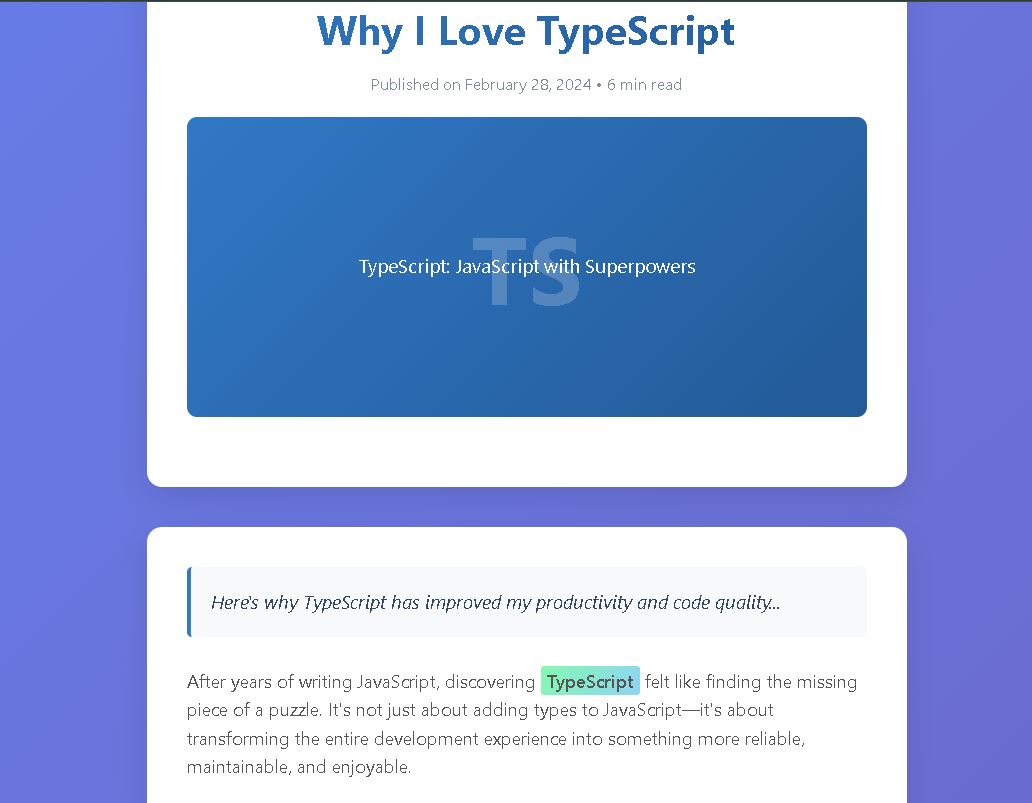 Why I Love TypeScript
Published on February 28, 2024 • 6 min read
TS
TypeScript: JavaScript with Superpowers
Here's why TypeScript has improved my productivity and code quality...
After years of writing JavaScript, discovering TypeScript felt like finding the missing
piece of a puzzle. It's not just about adding types to JavaScript—it's about
transforming the entire development experience into something more reliable,
maintainable, and enjoyable.